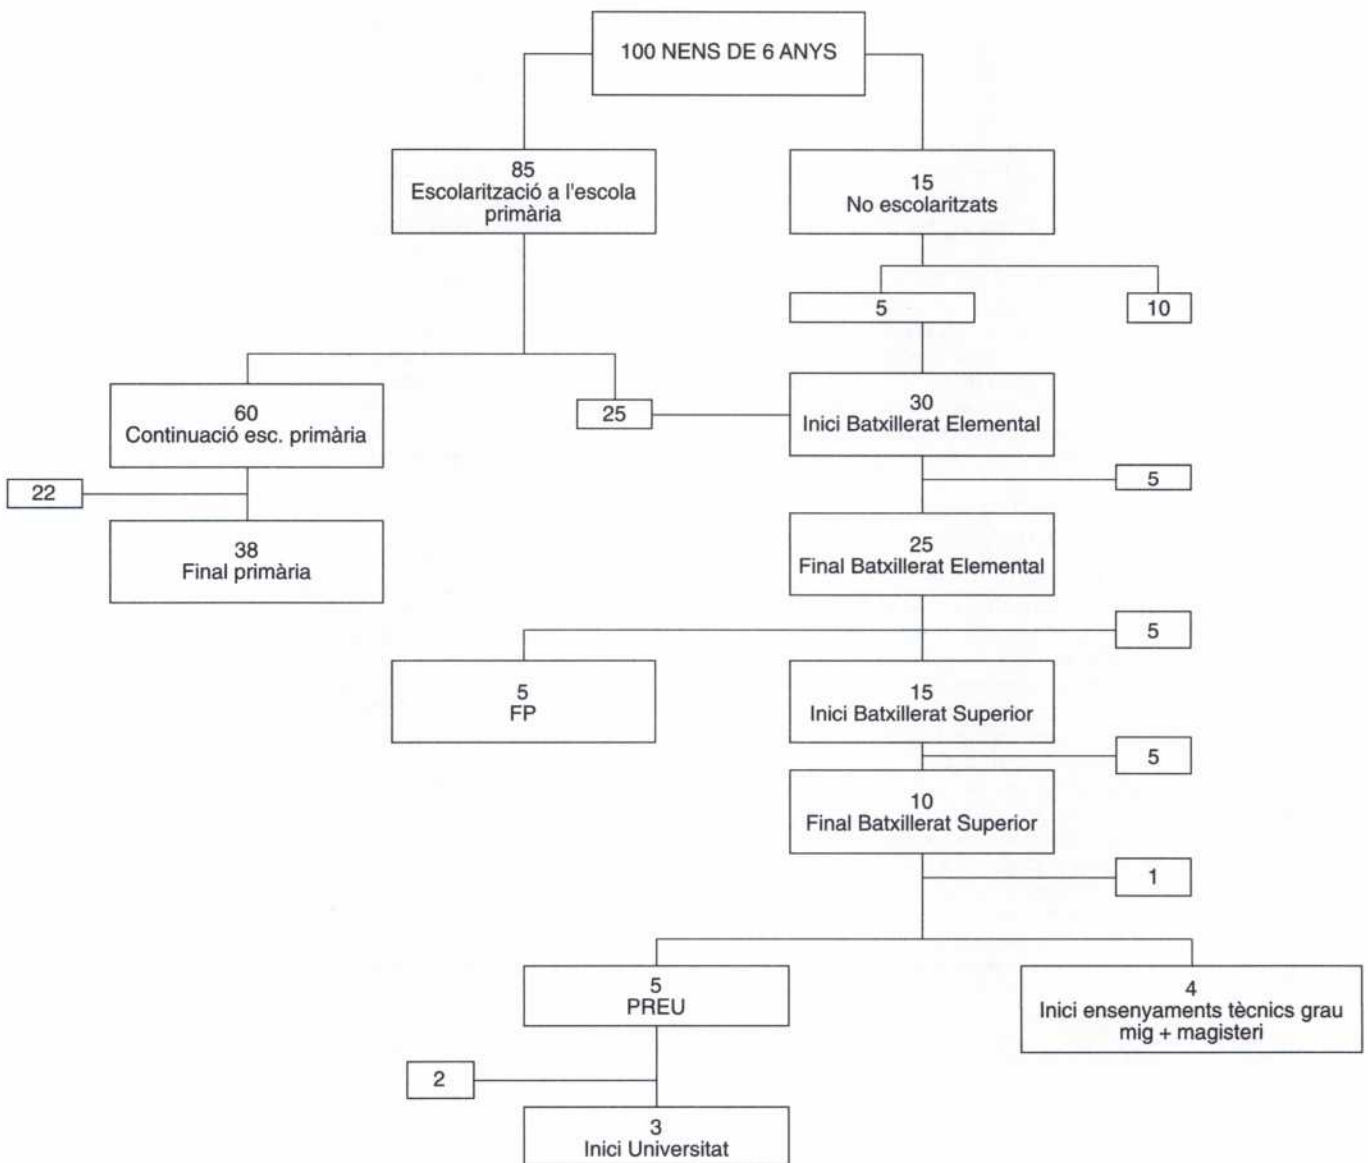 100 NENS DE 6 ANYS
85
Escolarització a l'escola
primària
15
No escolaritzats
5
10
60
Continuació esc. primària
25
30
Inici Batxillerat Elemental
22
5
38
Final primària
25
Final Batxillerat Elemental
5
5
FP
15
Inici Batxillerat Superior
5
10
Final Batxillerat Superior
1
5
PREU
4
Inici ensenyaments tècnics grau
mig + magisteri
2
3
Inici Universitat